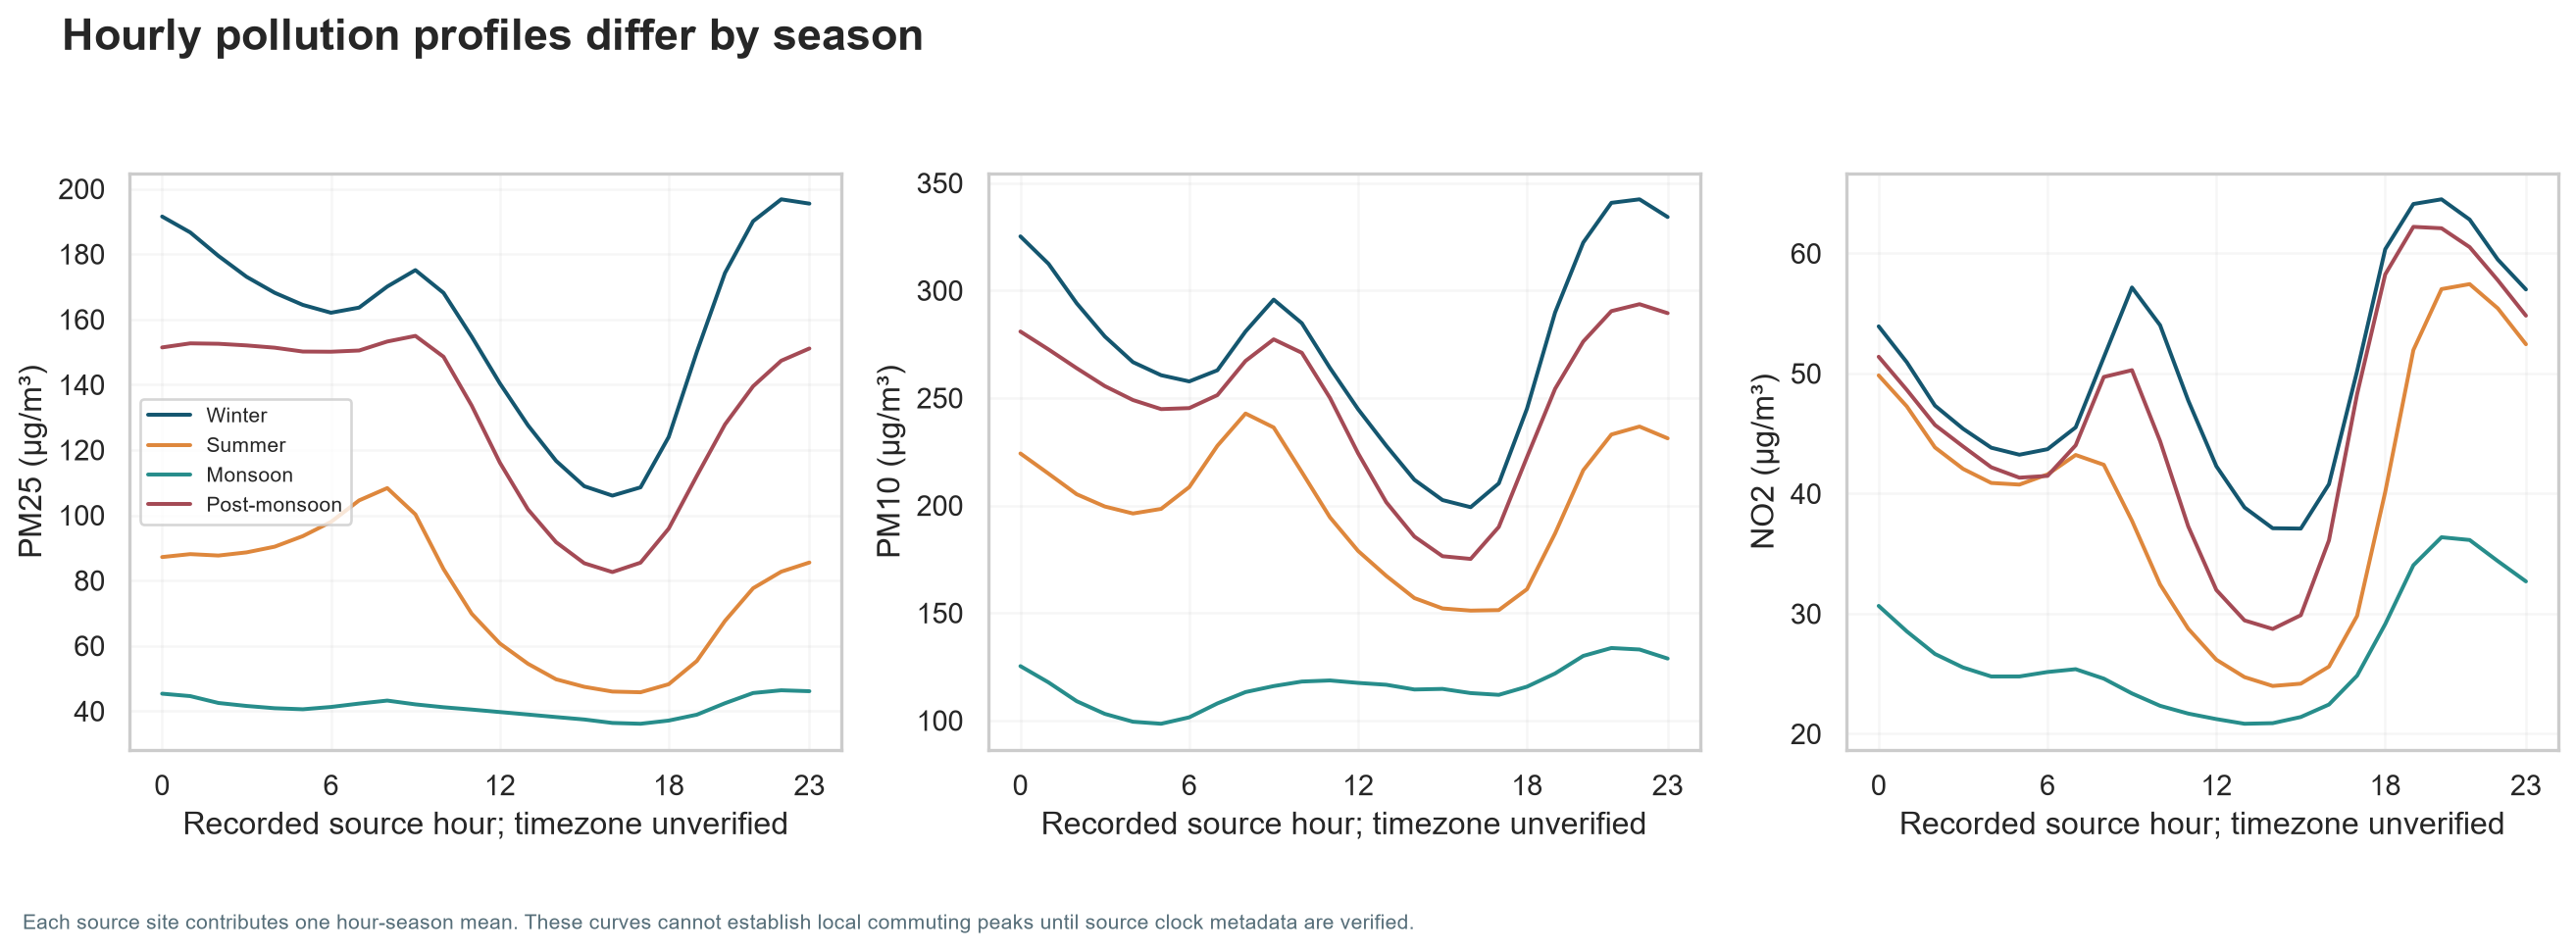 Hourly pollution profiles differ by season
PM25 (µg/m³)
200
180
160
140
120
100
80
60
40
Winter
Summer
Monsoon
Post-monsoon
0 6 12 18 23
Recorded source hour; timezone unverified
PM10 (µg/m³)
350
300
250
200
150
100
0 6 12 18 23
Recorded source hour; timezone unverified
NO2 (µg/m³)
60
50
40
30
20
0 6 12 18 23
Recorded source hour; timezone unverified
Each source site contributes one hour-season mean. These curves cannot establish local commuting peaks until source clock metadata are verified.